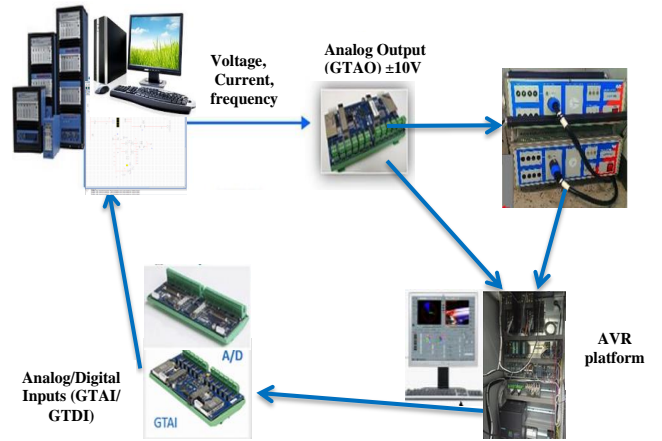 Voltage,
Current,
frequency
Analog Output
(GTAO) ±10V
AVR
platform
A/D
GTAI
Analog/Digital
Inputs (GTAI/
GTDI)